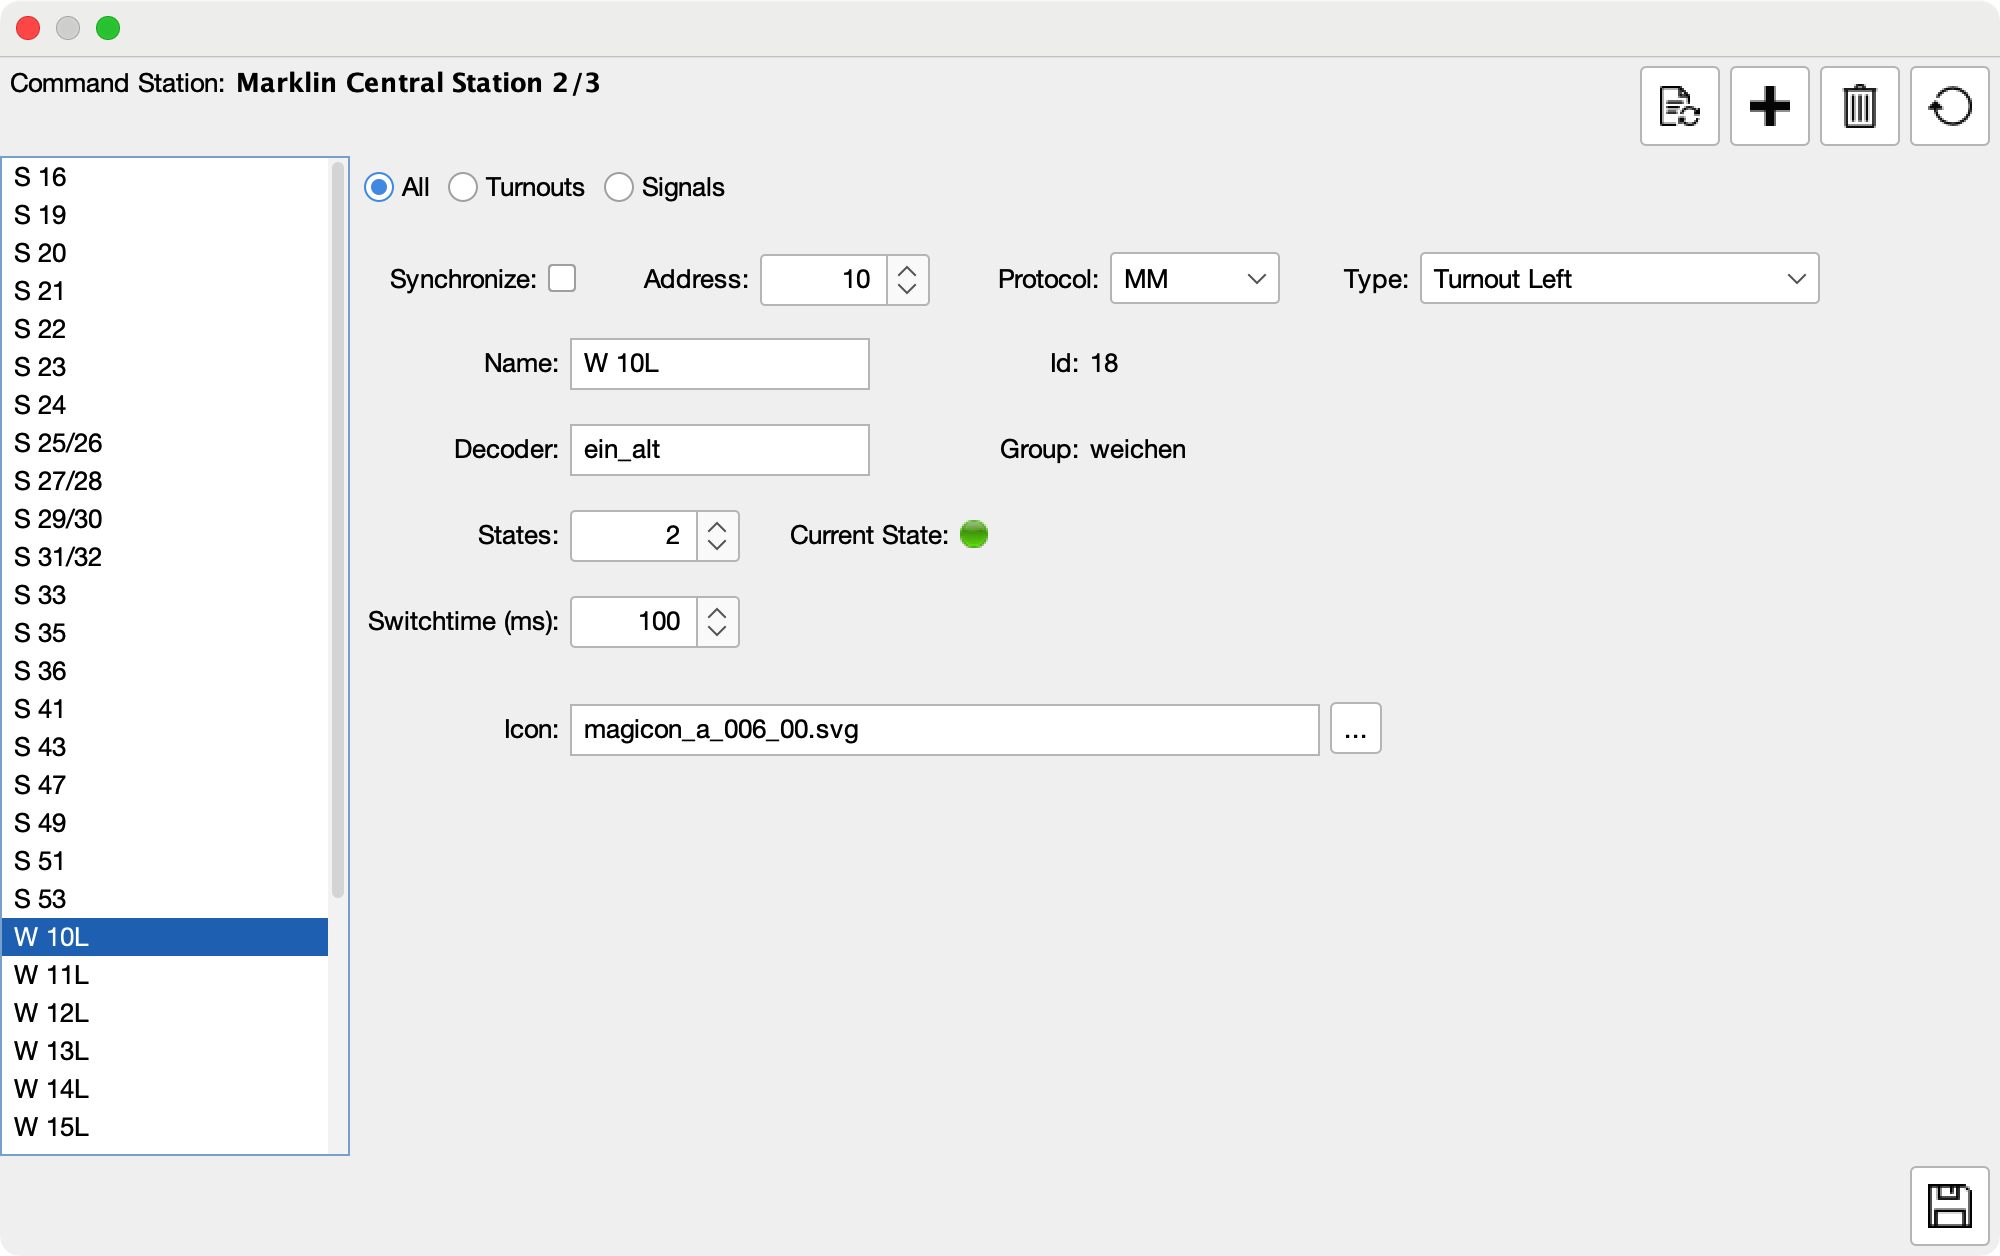 Command Station: Marklin Central Station 2/3
S 16
S 19
S 20
S 21
S 22
S 23
S 24
S 25/26
S 27/28
S 29/30
S 31/32
S 33
S 35
S 36
S 41
S 43
S 47
S 49
S 51
S 53
W 10L
W 11L
W 12L
W 13L
W 14L
W 15L
All Turnouts Signals
Synchronize: Address: 10 Protocol: MM Type: Turnout Left
Name: W 10L Id: 18
Decoder: ein_alt Group: weichen
States: 2 Current State:
Switchtime (ms): 100
Icon: magicon_a_006_00.svg ...